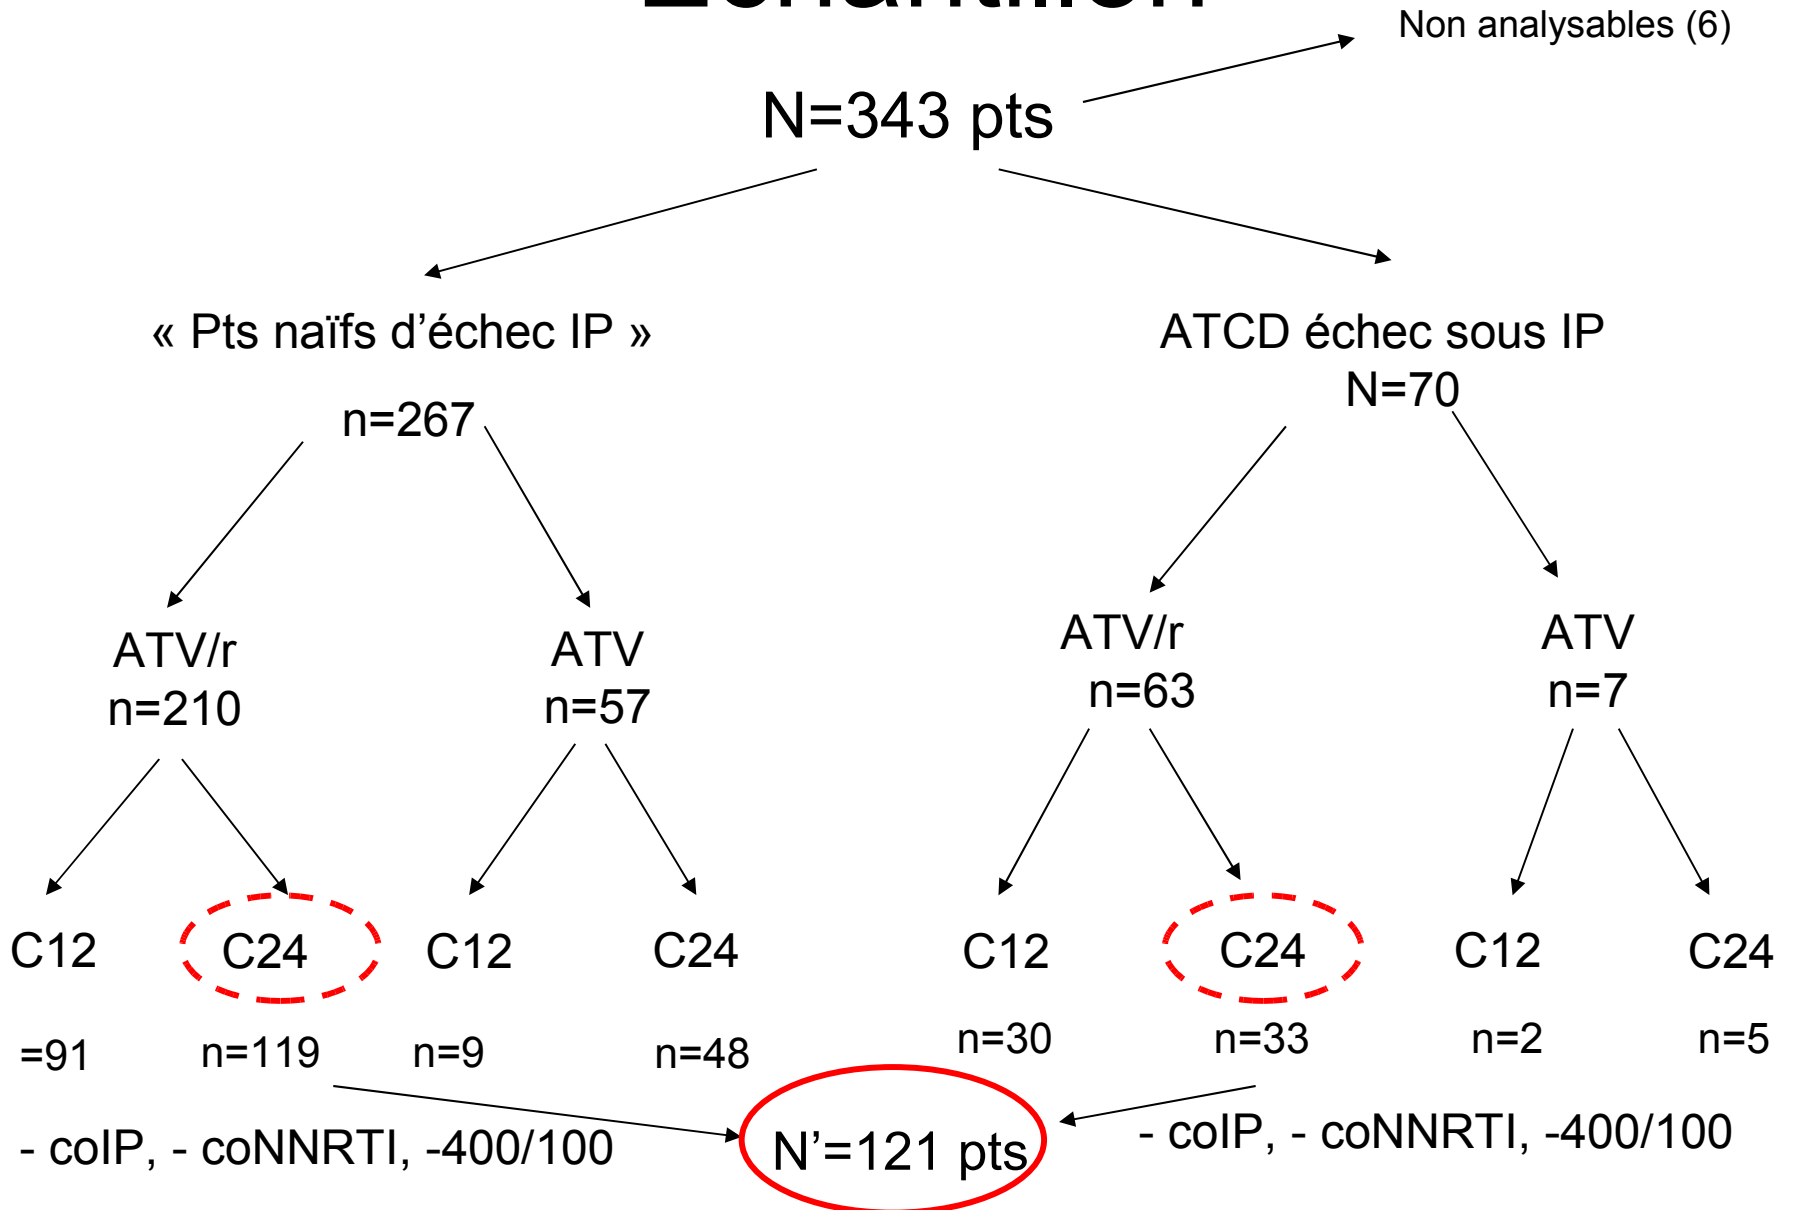 Echantillon
Non analysables (6)
N=343 pts
« Pts naïfs d'échec IP »
n=267
ATCD échec sous IP
N=70
ATV/r
n=210
ATV
n=57
ATV/r
n=63
ATV
n=7
C12
C24
C12
C24
C12
C24
C12
C24
=91
n=119
n=9
n=48
n=30
n=33
n=2
n=5
- coIP, - coNNRTI, -400/100
N'=121 pts
- coIP, - coNNRTI, -400/100